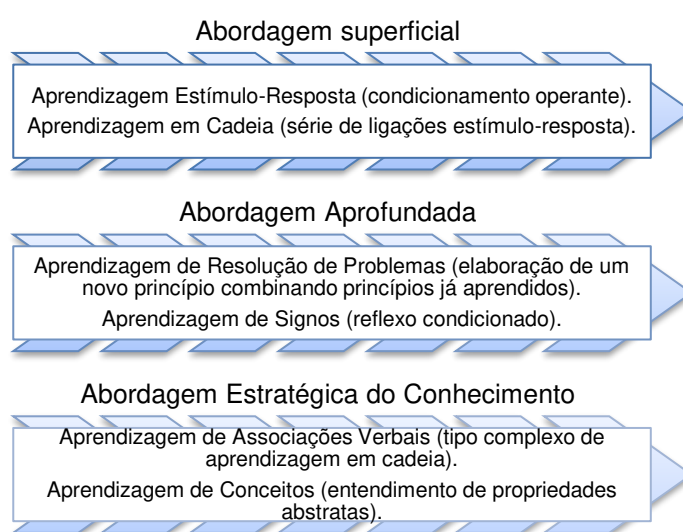 Abordagem superficial
Aprendizagem Estímulo-Resposta (condicionamento operante).
Aprendizagem em Cadeia (série de ligações estímulo-resposta).
Abordagem Aprofundada
Aprendizagem de Resolução de Problemas (elaboração de um
novo princípio combinando princípios já aprendidos).
Aprendizagem de Signos (reflexo condicionado).
Abordagem Estratégica do Conhecimento
Aprendizagem de Associações Verbais (tipo complexo de
aprendizagem em cadeia).
Aprendizagem de Conceitos (entendimento de propriedades
abstratas).